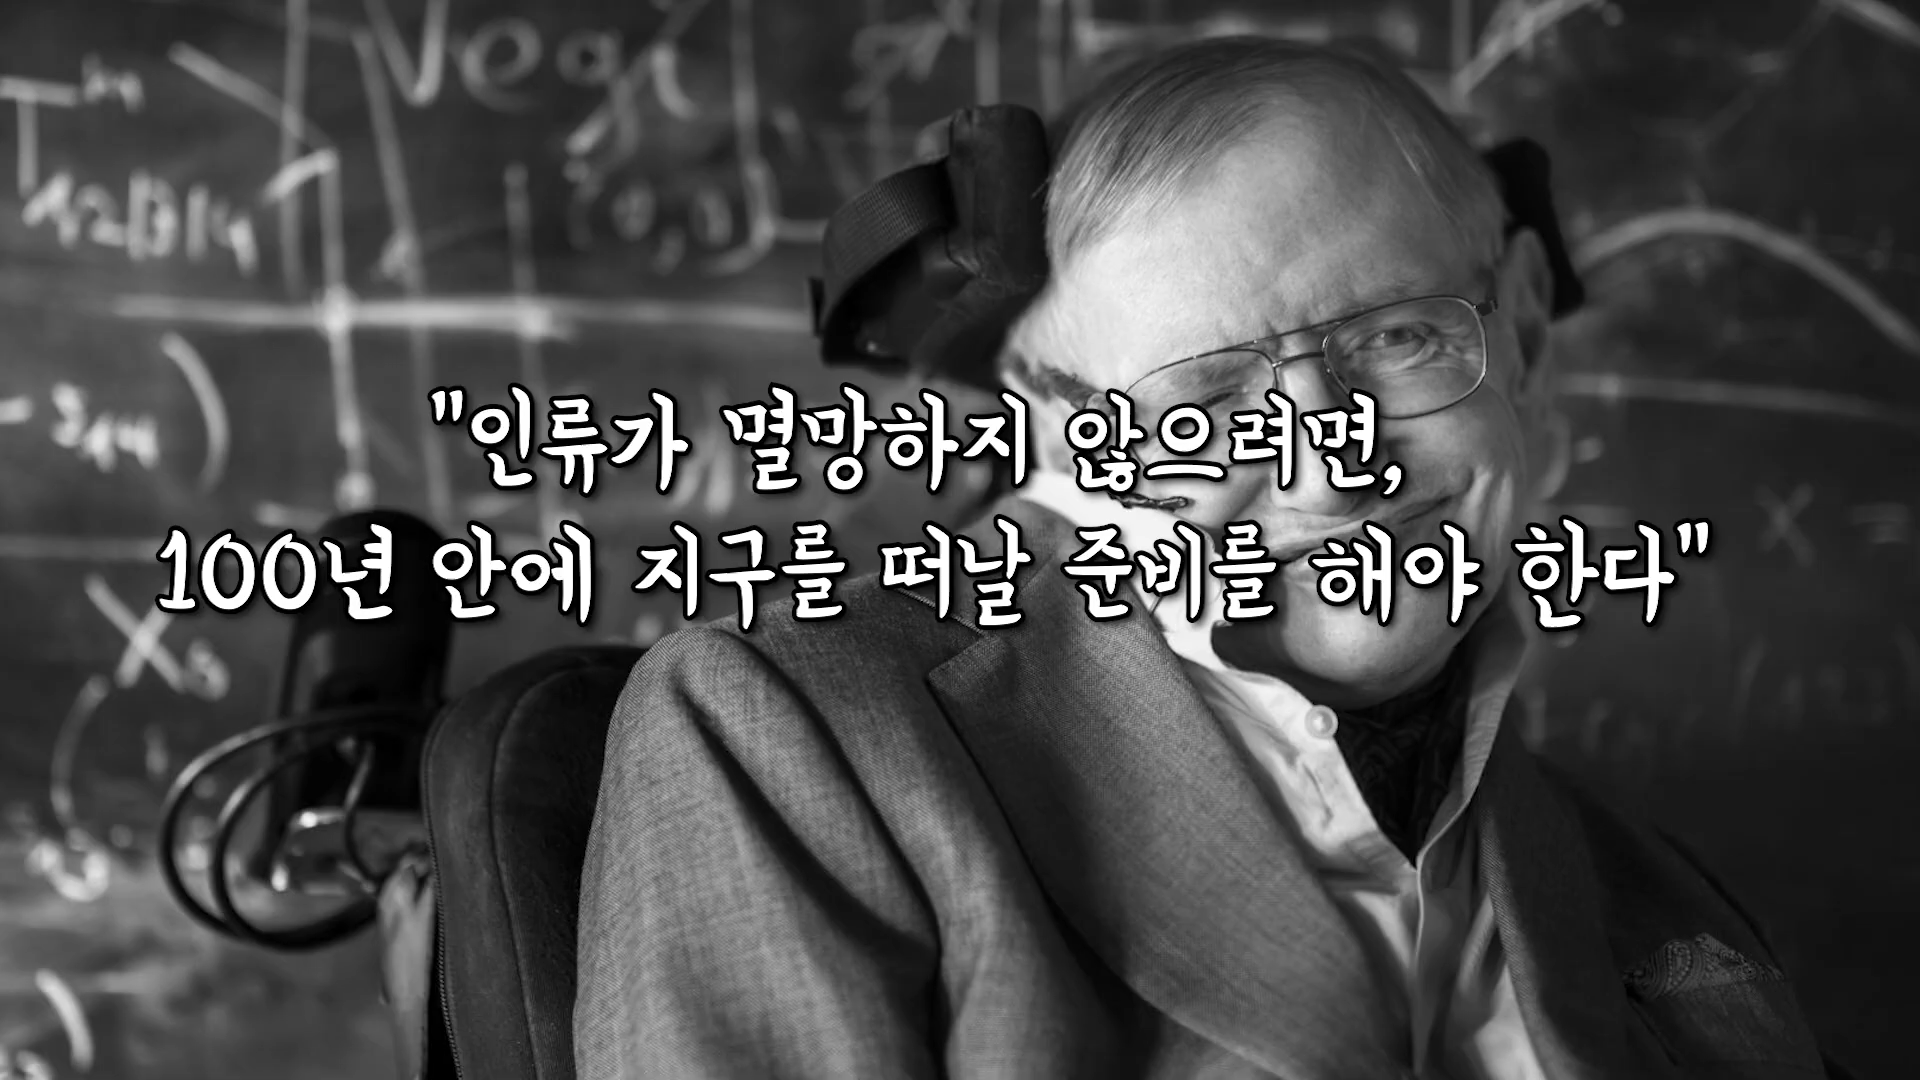 "인류가 멸망하지 않으려면,
100년 안에 지구를 떠날 준비를 해야 한다"